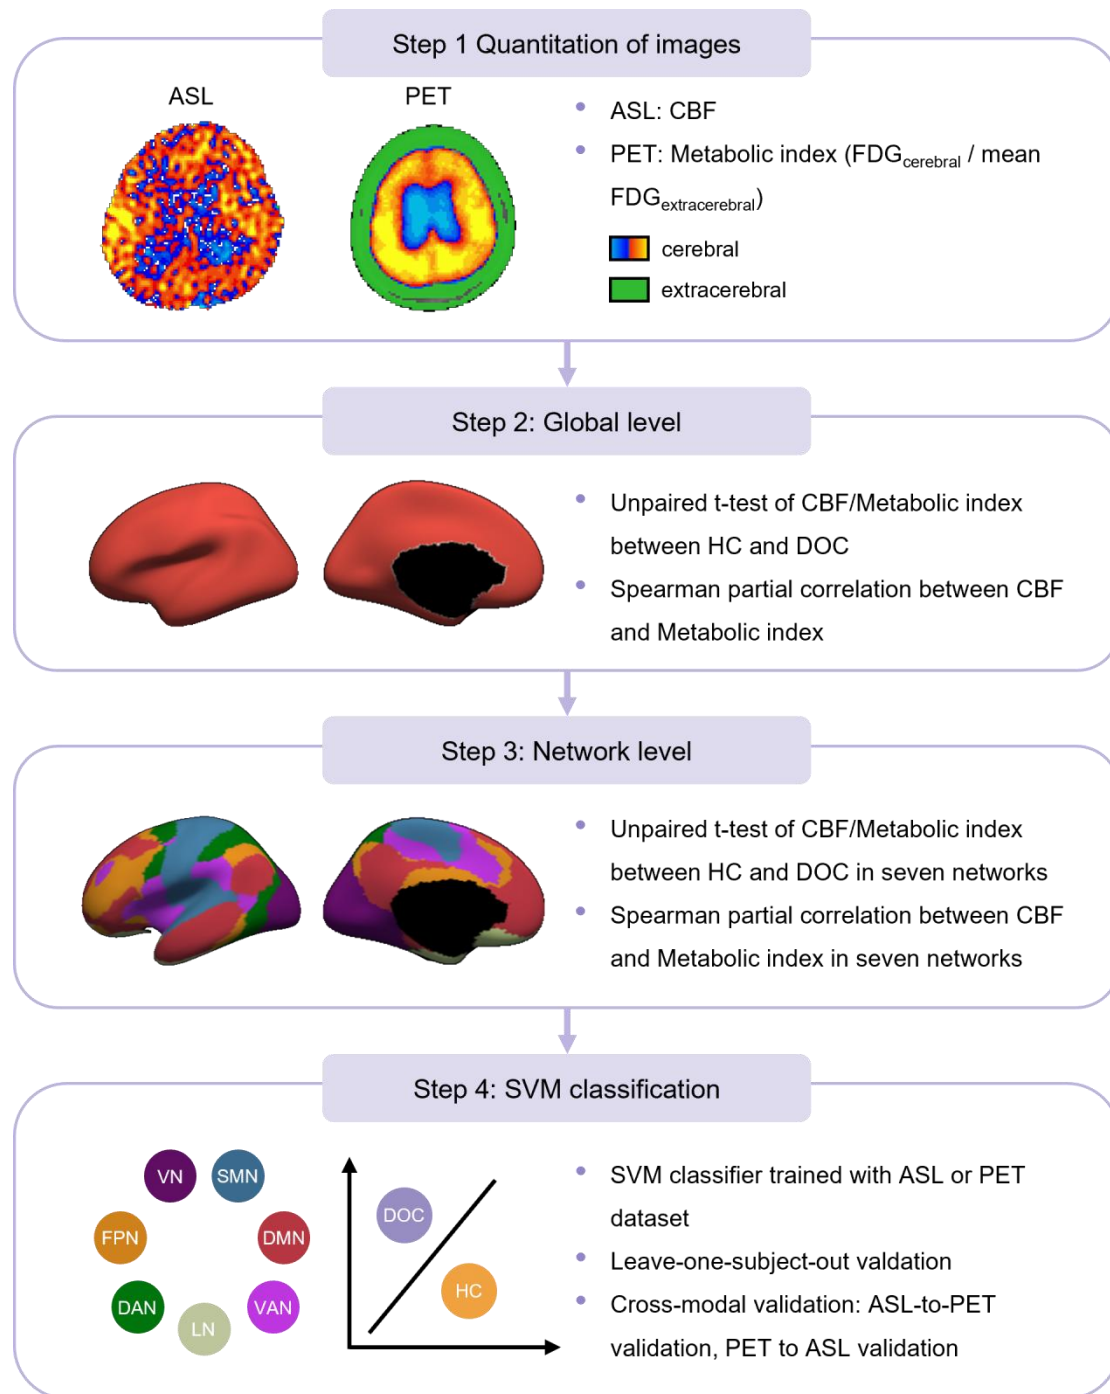 Step 1 Quantitation of images
ASL
PET
• ASL: CBF
• PET: Metabolic index (FDGcerebral / mean
FDGextracerebral)
cerebral
extracerebral
Step 2: Global level
• Unpaired t-test of CBF/Metabolic index
between HC and DOC
• Spearman partial correlation between CBF
and Metabolic index
Step 3: Network level
• Unpaired t-test of CBF/Metabolic index
between HC and DOC in seven networks
• Spearman partial correlation between CBF
and Metabolic index in seven networks
Step 4: SVM classification
VN
SMN
FPN
DMN
DAN
VAN
LN
DOC
HC
• SVM classifier trained with ASL or PET
dataset
• Leave-one-subject-out valdation
• Cross-modal validation: ASL-to-PET
validation, PET to ASL validation